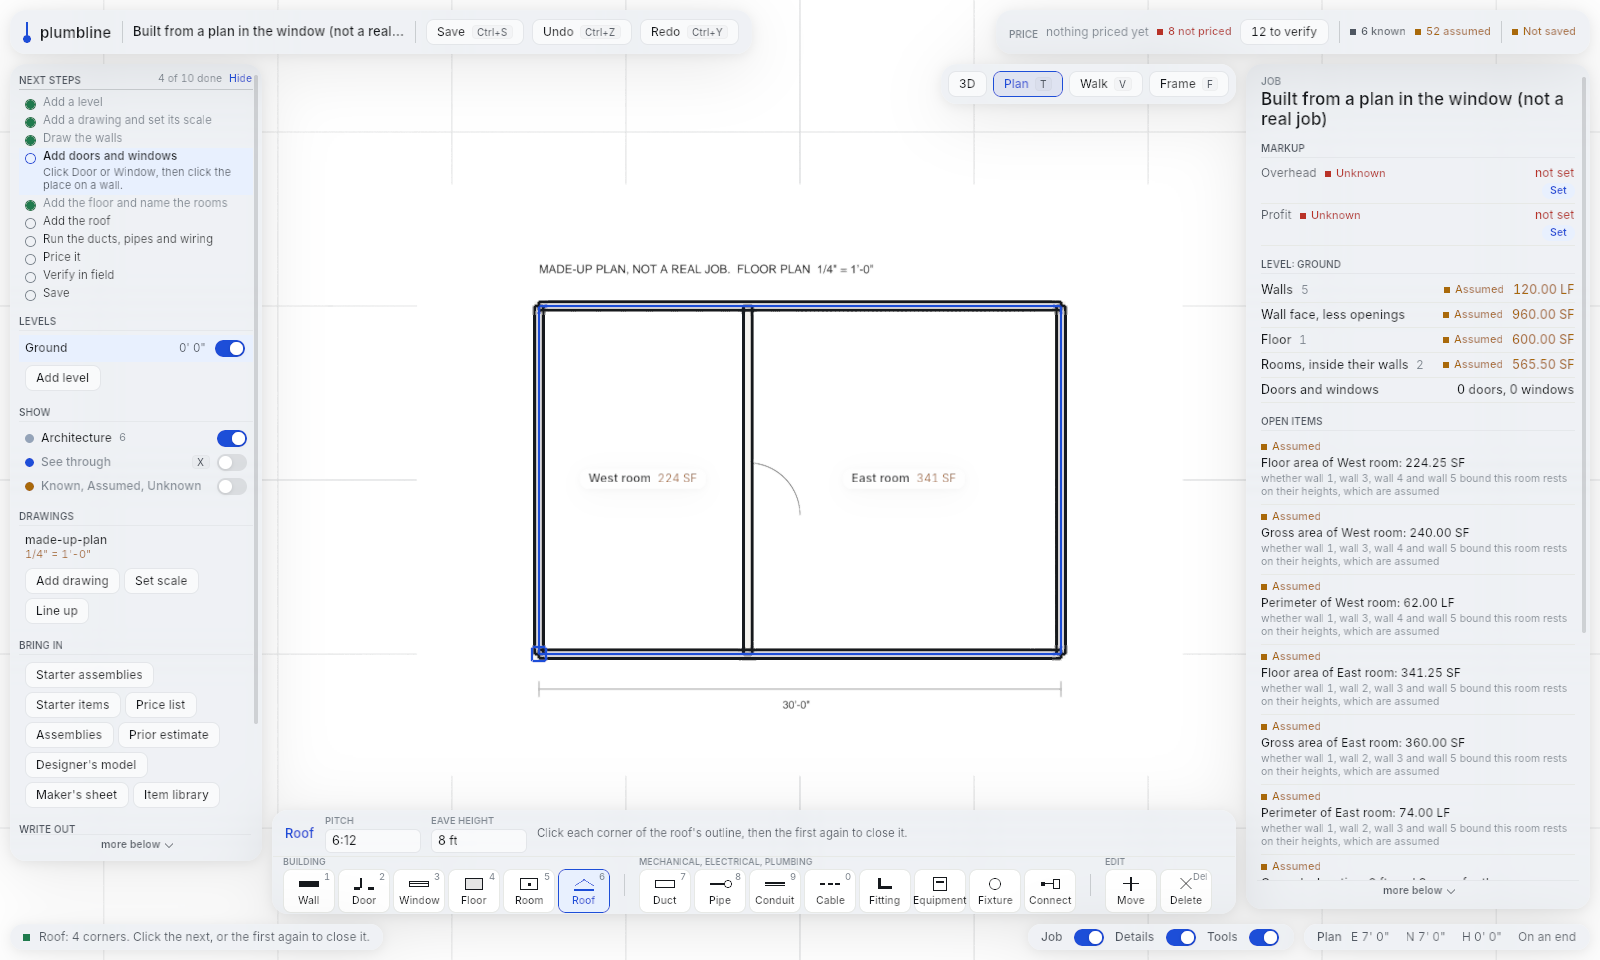 plumbline
Built from a plan in the window (not a real...
Save Ctrl+S
Undo Ctrl+Z
Redo Ctrl+Y
PRICE nothing priced yet 8 not priced 12 to verify 6 known 52 assumed Not saved
3D
Plan T
Walk V
Frame F
NEXT STEPS 4 of 10 done Hide
Add a level
Add a drawing and set its scale
Draw the walls
Add doors and windows
Click Door or Window, then click the
place on a wall.
Add the floor and name the rooms
Add the roof
Run the ducts, pipes and wiring
Price it
Verify in field
Save
LEVELS
Ground 0' 0"
Add level
SHOW
Architecture 6
See through X
Known, Assumed, Unknown
DRAWINGS
made-up-plan
1/4" = 1'-0"
Add drawing Set scale
Line up
BRING IN
Starter assemblies
Starter items Price list
Assemblies Prior estimate
Designer's model
Maker's sheet Item library
WRITE OUT
more below
MADE-UP PLAN, NOT A REAL JOB. FLOOR PLAN 1/4" = 1'-0"
West room 224 SF
East room 341 SF
30'-0"
Roof
PITCH
6:12
EAVE HEIGHT
8 ft
Click each corner of the roof's outline, then the first again to close it.
BUILDING
Wall 1
Door 2
Window 3
Floor 4
Room 5
Roof 6
MECHANICAL, ELECTRICAL, PLUMBING
Duct 7
Pipe 8
Conduit 9
Cable 0
Fitting
Equipment
Fixture
Connect
EDIT
Move
Delete Del
Roof: 4 corners. Click the next, or the first again to close it.
Job Details Tools
Plan E 7' 0" N 7' 0" H 0' 0" On an end
JOB
Built from a plan in the window (not a
real job)
MARKUP
Overhead Unknown not set
Set
Profit Unknown not set
Set
LEVEL: GROUND
Walls 5 Assumed 120.00 LF
Wall face, less openings Assumed 960.00 SF
Floor 1 Assumed 600.00 SF
Rooms, inside their walls 2 Assumed 565.50 SF
Doors and windows 0 doors, 0 windows
OPEN ITEMS
Assumed
Floor area of West room: 224.25 SF
whether wall 1, wall 3, wall 4 and wall 5 bound this room rests
on their heights, which are assumed
Assumed
Gross area of West room: 240.00 SF
whether wall 1, wall 3, wall 4 and wall 5 bound this room rests
on their heights, which are assumed
Assumed
Perimeter of West room: 62.00 LF
whether wall 1, wall 3, wall 4 and wall 5 bound this room rests
on their heights, which are assumed
Assumed
Floor area of East room: 341.25 SF
whether wall 1, wall 2, wall 3 and wall 5 bound this room rests
on their heights, which are assumed
Assumed
Gross area of East room: 360.00 SF
whether wall 1, wall 2, wall 3 and wall 5 bound this room rests
on their heights, which are assumed
Assumed
Perimeter of East room: 74.00 LF
whether wall 1, wall 2, wall 3 and wall 5 bound this room rests
on their heights, which are assumed
Assumed
more below